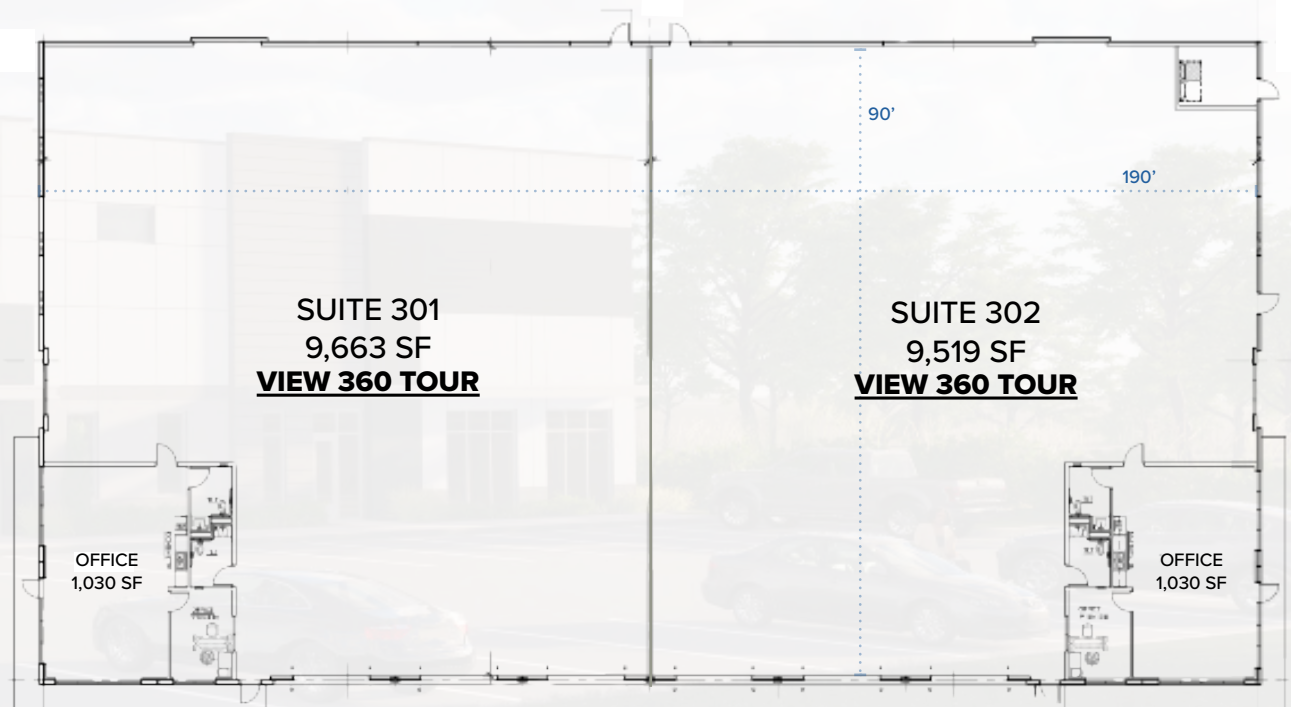 90’
190’
SUITE 301
9,663 SF
VIEW 360 TOUR
SUITE 302
9,519 SF
VIEW 360 TOUR
OFFICE
1,030 SF
OFFICE
1,030 SF